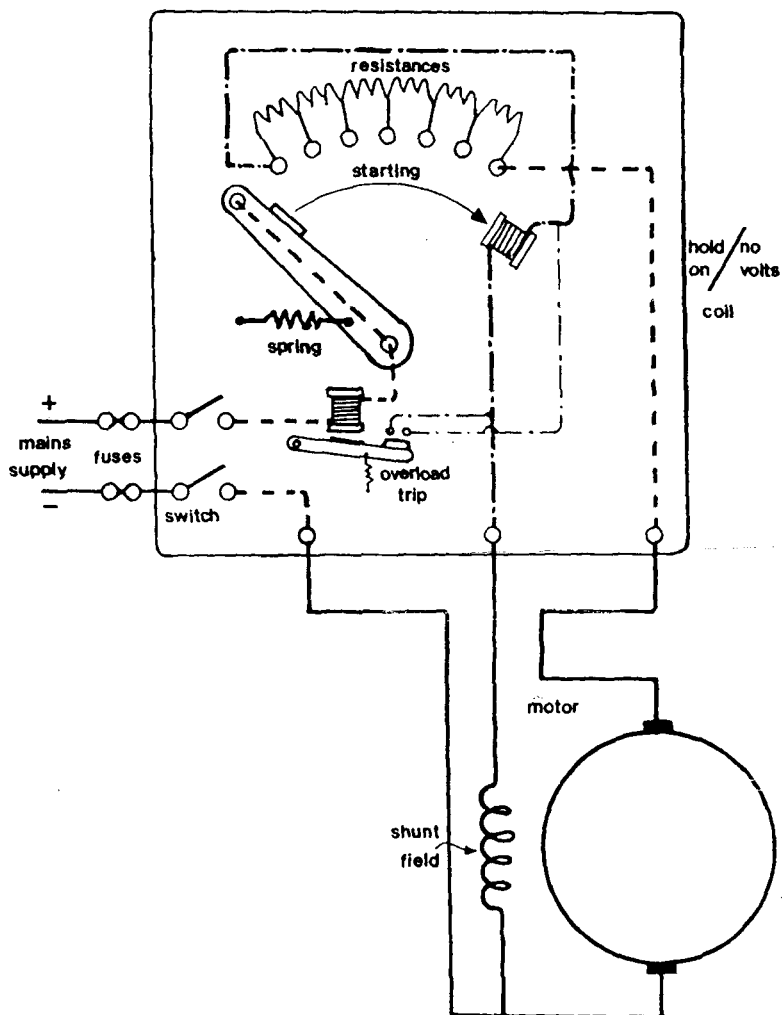 resistances
starting
hold/no
on volts
coil
spring
+
mains
supply
-
fuses
switch
overload
trip
motor
shunt
field